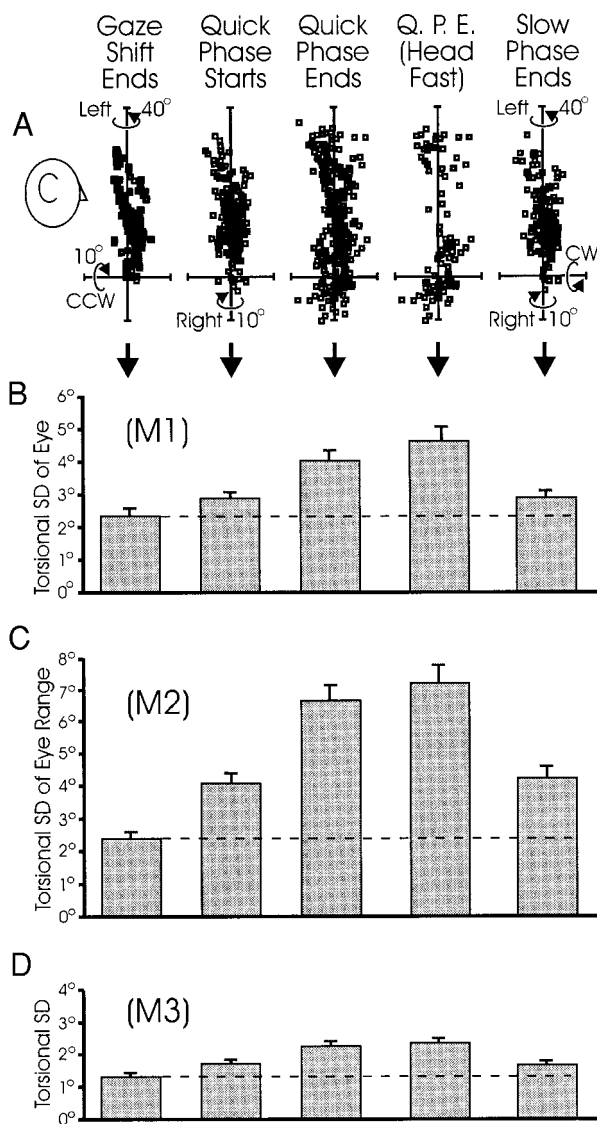 Gaze Shift Ends
Quick Phase Starts
Quick Phase Ends
Q. P. E. (Head Fast)
Slow Phase Ends
A
Left 40°
Left 40°
C
10°
CCW
CW
Right 10°
Right 10°
B
(M1)
Torsional SD of Eye
6°
5°
4°
3°
2°
1°
0°
C
(M2)
Torsional SD of Eye Range
8°
7°
6°
5°
4°
3°
2°
1°
0°
D
(M3)
Torsional SD
4°
3°
2°
1°
0°